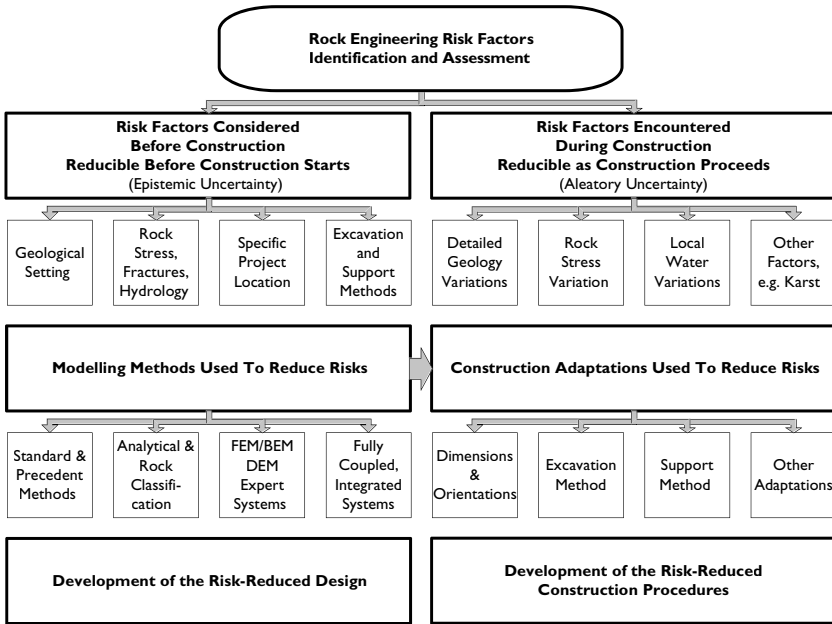 Rock Engineering Risk Factors
Identification and Assessment
Risk Factors Considered
Before Construction
Reducible Before Construction Starts
(Epistemic Uncertainty)
Risk Factors Encountered
During Construction
Reducible as Construction Proceeds
(Aleatory Uncertainty)
Geological
Setting
Rock
Stress,
Fractures,
Hydrology
Specific
Project
Location
Excavation
and
Support
Methods
Detailed
Geology
Variations
Rock
Stress
Variation
Local
Water
Variations
Other
Factors,
e.g. Karst
Modelling Methods Used To Reduce Risks
Construction Adaptations Used To Reduce Risks
Standard &
Precedent
Methods
Analytical &
Rock
Classifi-
cation
FEM/BEM
DEM
Expert
Systems
Fully
Coupled,
Integrated
Systems
Dimensions
&
Orientations
Excavation
Method
Support
Method
Other
Adaptations
Development of the Risk-Reduced Design
Development of the Risk-Reduced
Construction Procedures